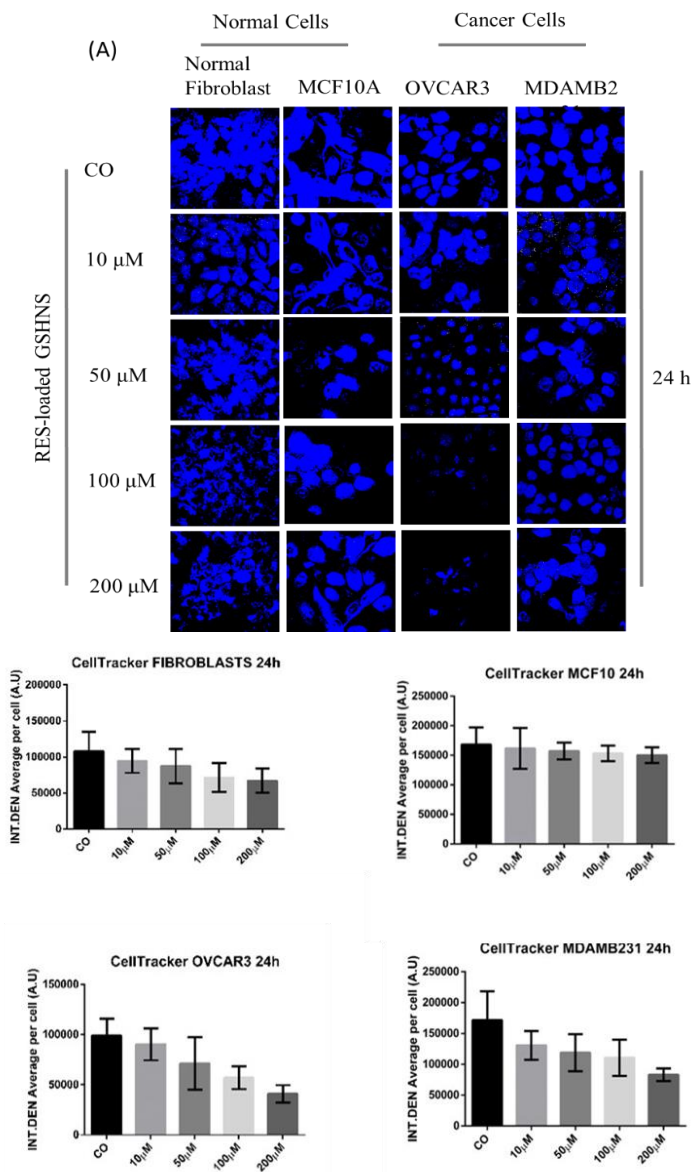 Normal Cells
Cancer Cells
(A)
Normal
Fibroblast
MCF10A
OVCAR3
MDAMB2
CO
10 μM
50 μM
100 μM
200 μM
RES-loaded GSHNS
24 h
CellTracker FIBROBLASTS 24h
INT.DEN Average per cell (A.U)
200000
150000
100000
50000
0
CO
10μM
50μM
100μM
200μM
CellTracker MCF10 24h
INT.DEN Average per cell (A.U)
250000
200000
150000
100000
50000
0
CO
10μM
50μM
100μM
200μM
CellTracker OVCAR3 24h
INT.DEN Average per cell (A.U)
150000
100000
50000
0
CO
10μM
50μM
100μM
200μM
CellTracker MDAMB231 24h
INT.DEN Average per cell (A.U)
250000
200000
150000
100000
50000
0
CO
10μM
50μM
100μM
200μM